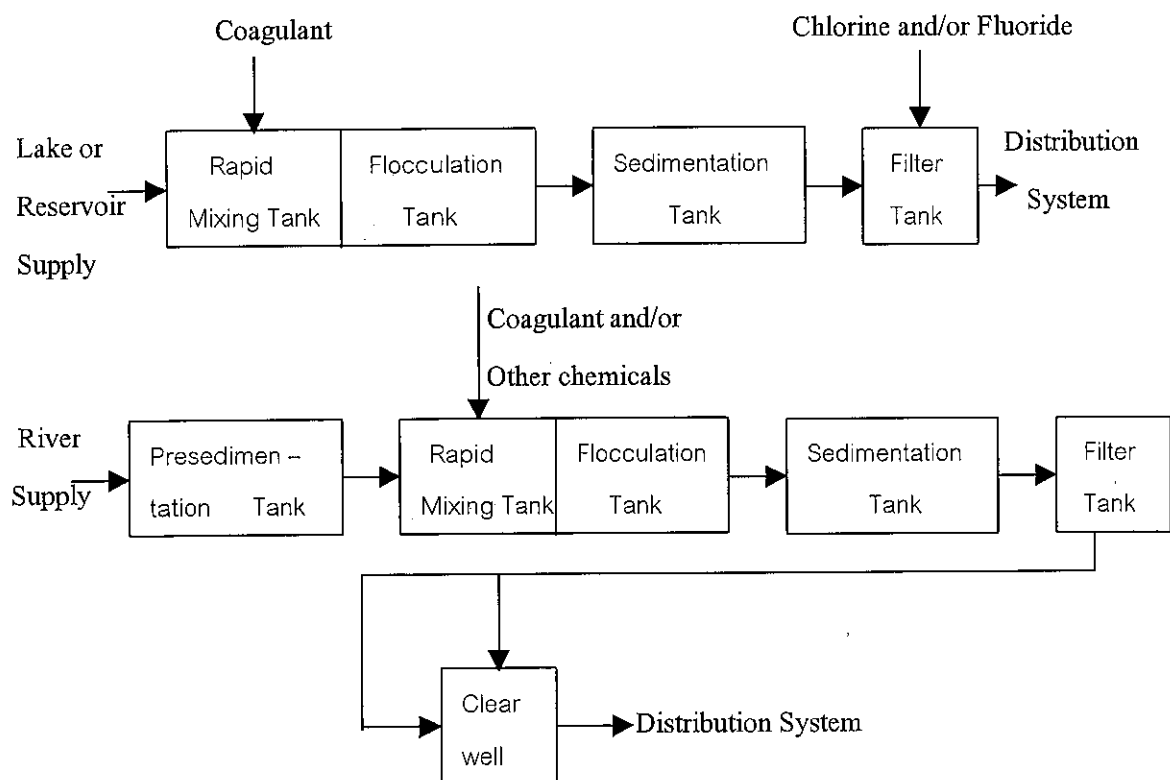 Coagulant
Chlorine and/or Fluoride
Lake or
Reservoir
Supply
Rapid
Mixing Tank
Flocculation
Tank
Sedimentation
Tank
Filter
Tank
Distribution
System
Coagulant and/or
Other chemicals
River
Supply
Presedimen –
tation Tank
Rapid
Mixing Tank
Flocculation
Tank
Sedimentation
Tank
Filter
Tank
Clear
well
Distribution System